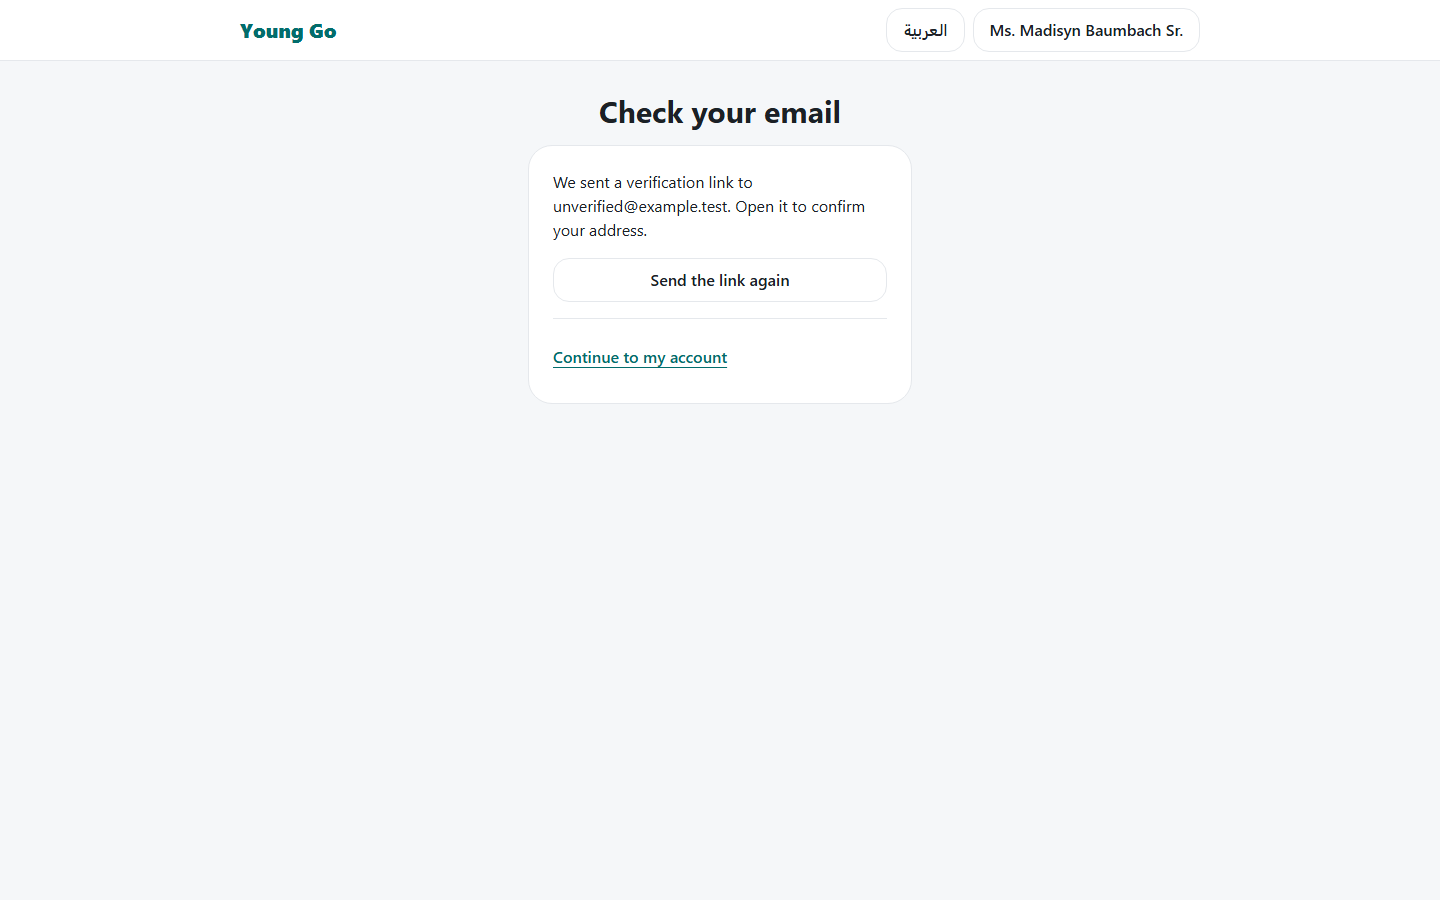 Young Go
العربية
Ms. Madisyn Baumbach Sr.
Check your email
We sent a verification link to
unverified@example.test. Open it to confirm
your address.
Send the link again
Continue to my account